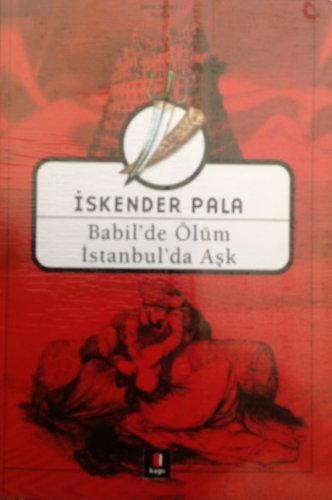 İSKENDER PALA
Babil'de Ölüm
İstanbul'da Aşk
kapı